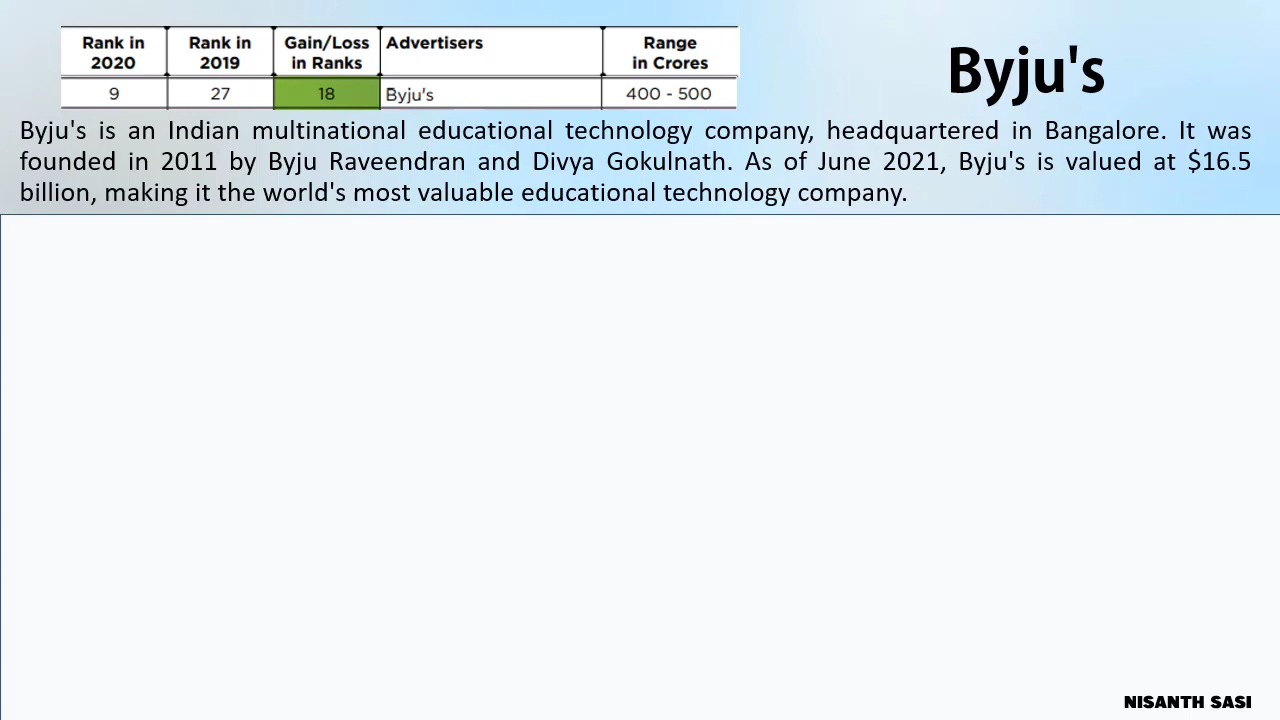 Rank in 2020 Rank in 2019 Gain/Loss in Ranks Advertisers Range in Crores
9 27 18 Byju's 400 - 500
Byju's
Byju's is an Indian multinational educational technology company, headquartered in Bangalore. It was
founded in 2011 by Byju Raveendran and Divya Gokulnath. As of June 2021, Byju's is valued at $16.5
billion, making it the world's most valuable educational technology company.
NISANTH SASI